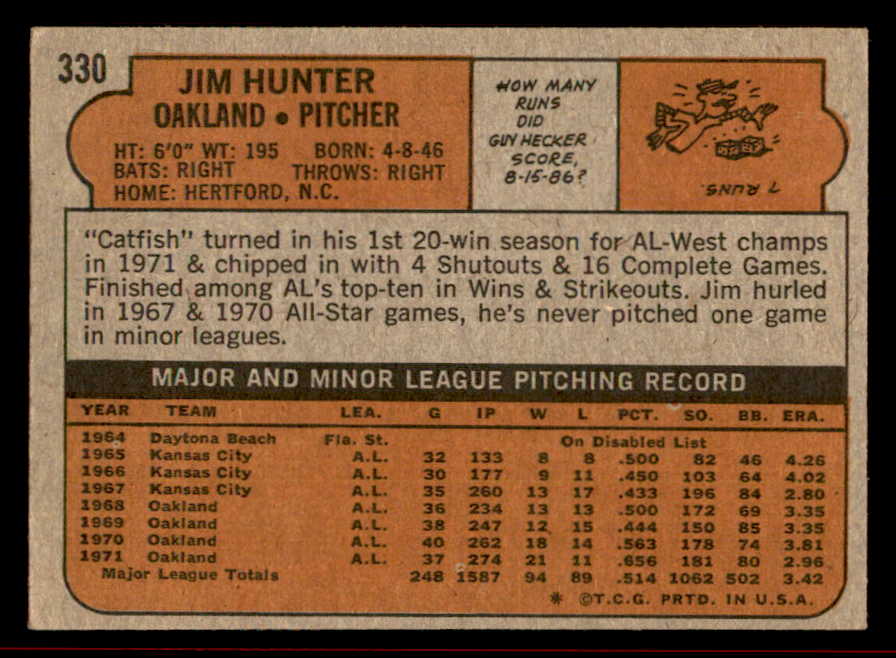 330
JIM HUNTER
OAKLAND • PITCHER
HT: 6'0" WT: 195 BORN: 4-8-46
BATS: RIGHT THROWS: RIGHT
HOME: HERTFORD, N.C.
HOW MANY
RUNS
DID
GUY HECKER
SCORE,
8-15-86?
7 RUNS.
"Catfish" turned in his 1st 20-win season for AL-West champs
in 1971 & chipped in with 4 Shutouts & 16 Complete Games.
Finished among AL's top-ten in Wins & Strikeouts. Jim hurled
in 1967 & 1970 All-Star games, he's never pitched one game
in minor leagues.
MAJOR AND MINOR LEAGUE PITCHING RECORD
YEAR TEAM LEA. G IP W L PCT. SO. BB. ERA.
1964 Daytona Beach Fla. St. On Disabled List
1965 Kansas City A.L. 32 133 8 8 .500 82 46 4.26
1966 Kansas City A.L. 30 177 9 11 .450 103 64 4.02
1967 Kansas City A.L. 35 260 13 17 .433 196 84 2.80
1968 Oakland A.L. 36 234 13 13 .500 172 69 3.35
1969 Oakland A.L. 38 247 12 15 .444 150 85 3.35
1970 Oakland A.L. 40 262 18 14 .563 178 74 3.81
1971 Oakland A.L. 37 274 21 11 .656 181 80 2.96
Major League Totals 248 1587 94 89 .514 1062 502 3.42
* ©T.C.G. PRTD. IN U.S.A.